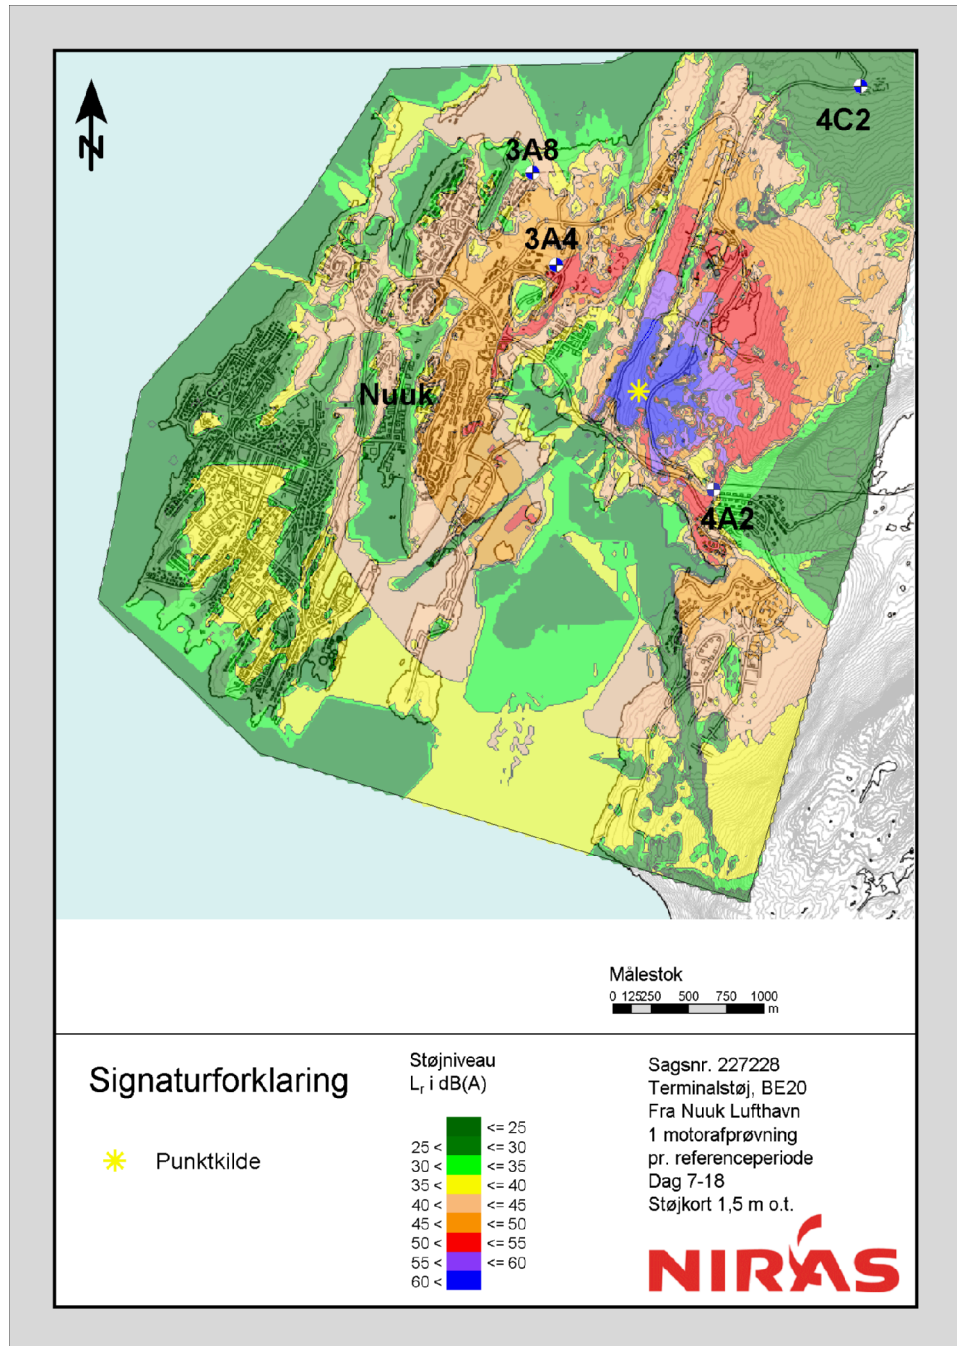 N
4C2
3A8
3A4
Nuuk
4A2
Målestok
0 125250 500 750 1000
m
Signaturforklaring
Punktkilde
Støjniveau
Lr i dB(A)
<= 25
25 < <= 30
30 < <= 35
35 < <= 40
40 < <= 45
45 < <= 50
50 < <= 55
55 < <= 60
60 <
Sagsnr. 227228
Terminalstøj, BE20
Fra Nuuk Lufthavn
1 motorafprøvning
pr. referenceperiode
Dag 7-18
Støjkort 1,5 m o.t.
NIRAS